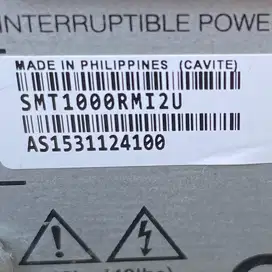 INTERRUPTIBLE POWE
MADE IN PHILIPPINES (CAVITE)
SMT1000RMI2U
AS1531124100